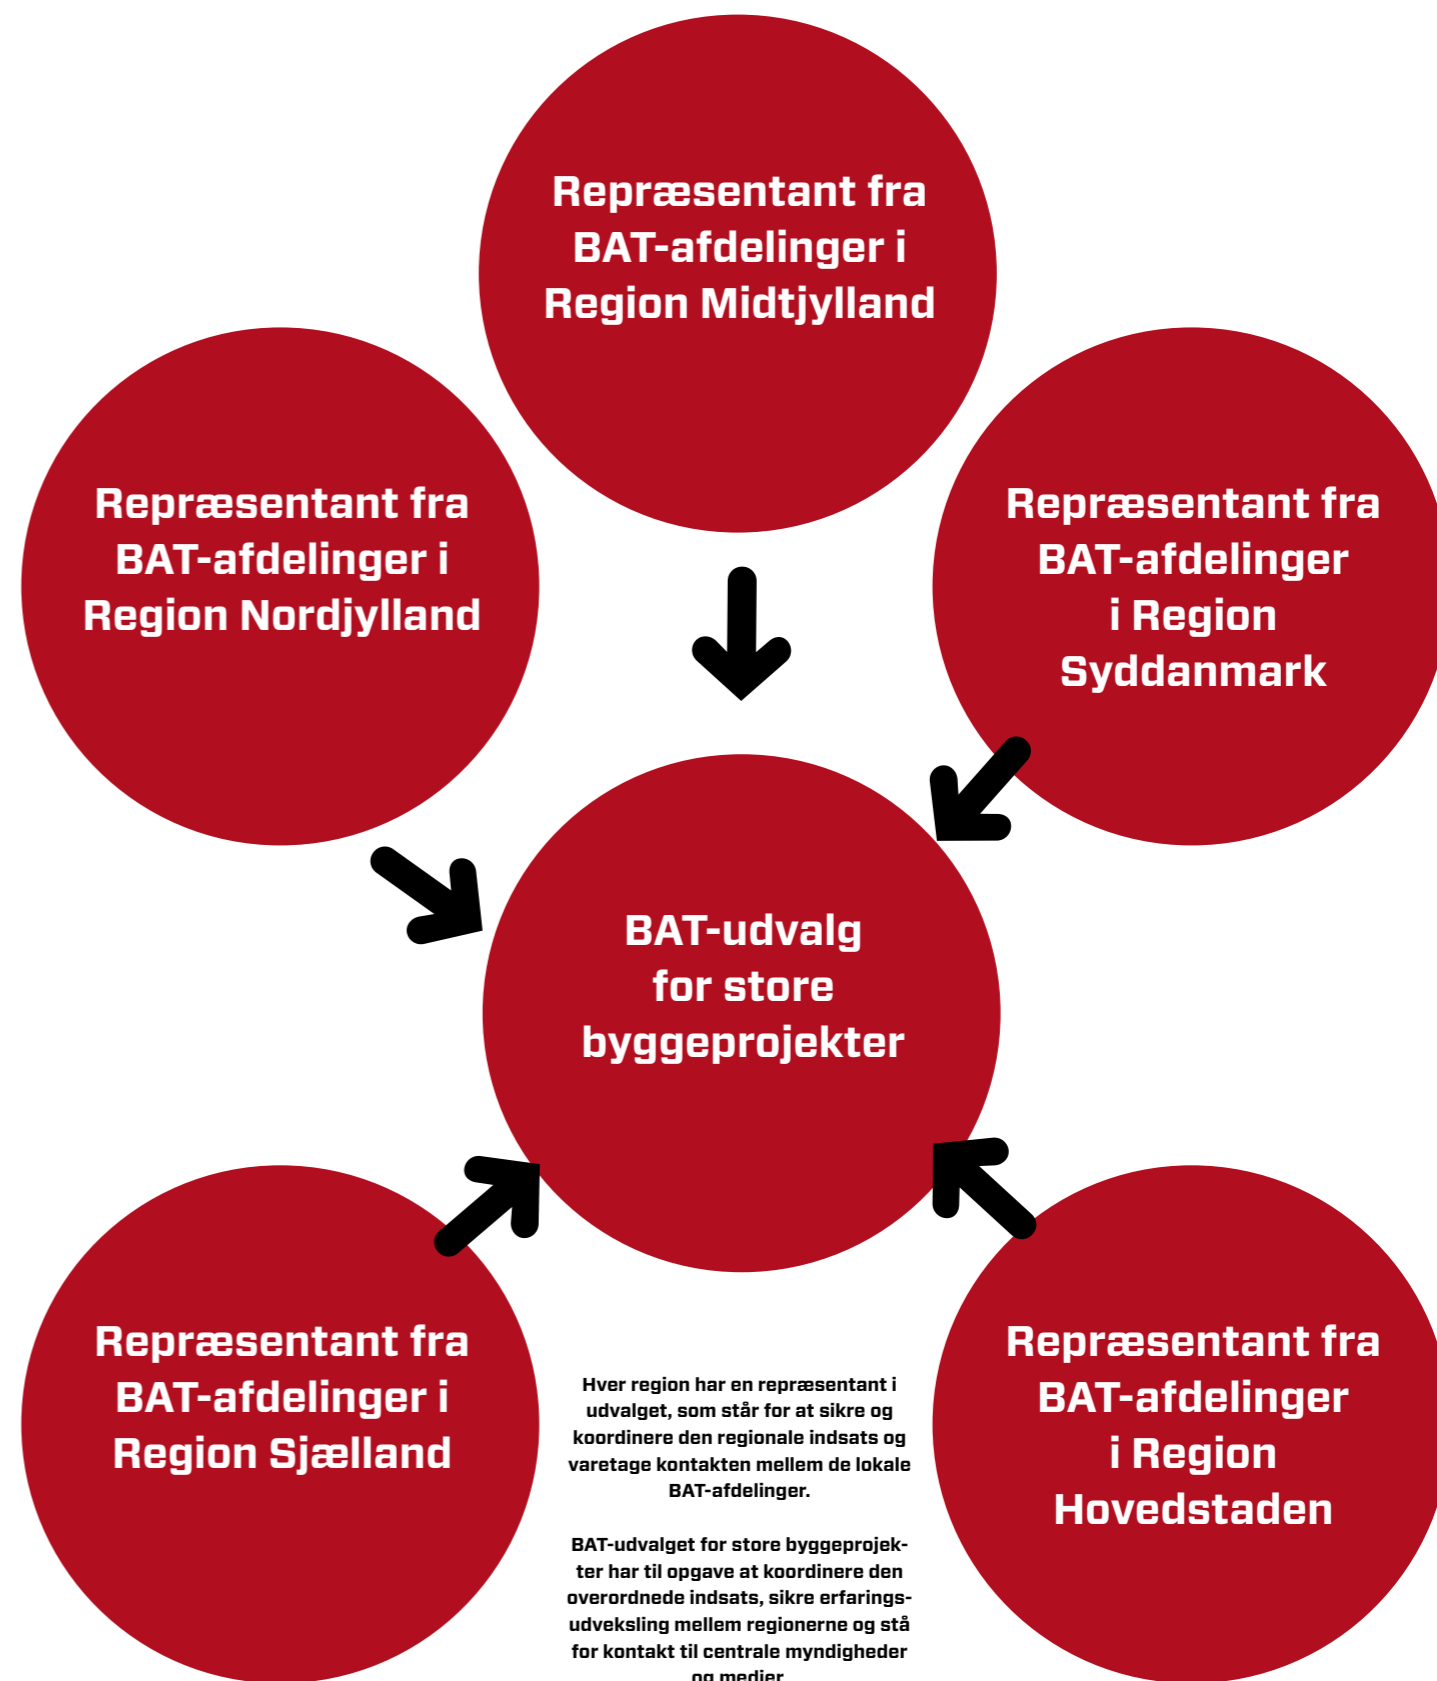 Repræsentant fra
BAT-afdelinger i
Region Midtjylland
Repræsentant fra
BAT-afdelinger i
Region Nordjylland
Repræsentant fra
BAT-afdelinger
i Region
Syddanmark
BAT-udvalg
for store
byggeprojekter
Repræsentant fra
BAT-afdelinger i
Region Sjælland
Hver region har en repræsentant i
udvalget, som står for at sikre og
koordinere den regionale indsats og
varetage kontakten mellem de lokale
BAT-afdelinger.
BAT-udvalget for store byggeprojek-
ter har til opgave at koordinere den
overordnede indsats, sikre erfarings-
udveksling mellem regionerne og stå
for kontakt til centrale myndigheder
og medier
Repræsentant fra
BAT-afdelinger
i Region
Hovedstaden